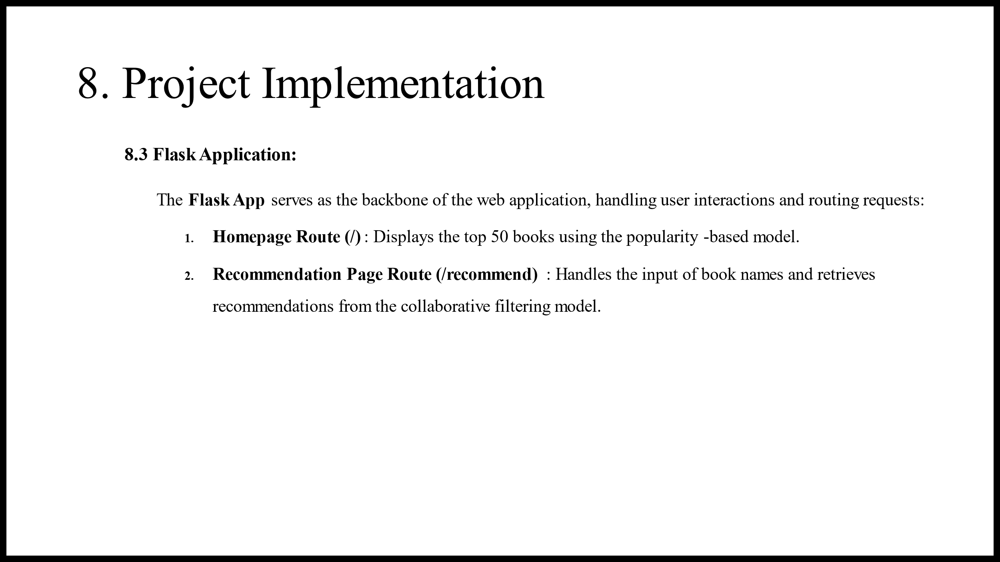 8. Project Implementation
8.3 Flask Application:
The Flask App serves as the backbone of the web application, handling user interactions and routing requests:
1. Homepage Route (/) : Displays the top 50 books using the popularity -based model.
2. Recommendation Page Route (/recommend) : Handles the input of book names and retrieves
recommendations from the collaborative filtering model.